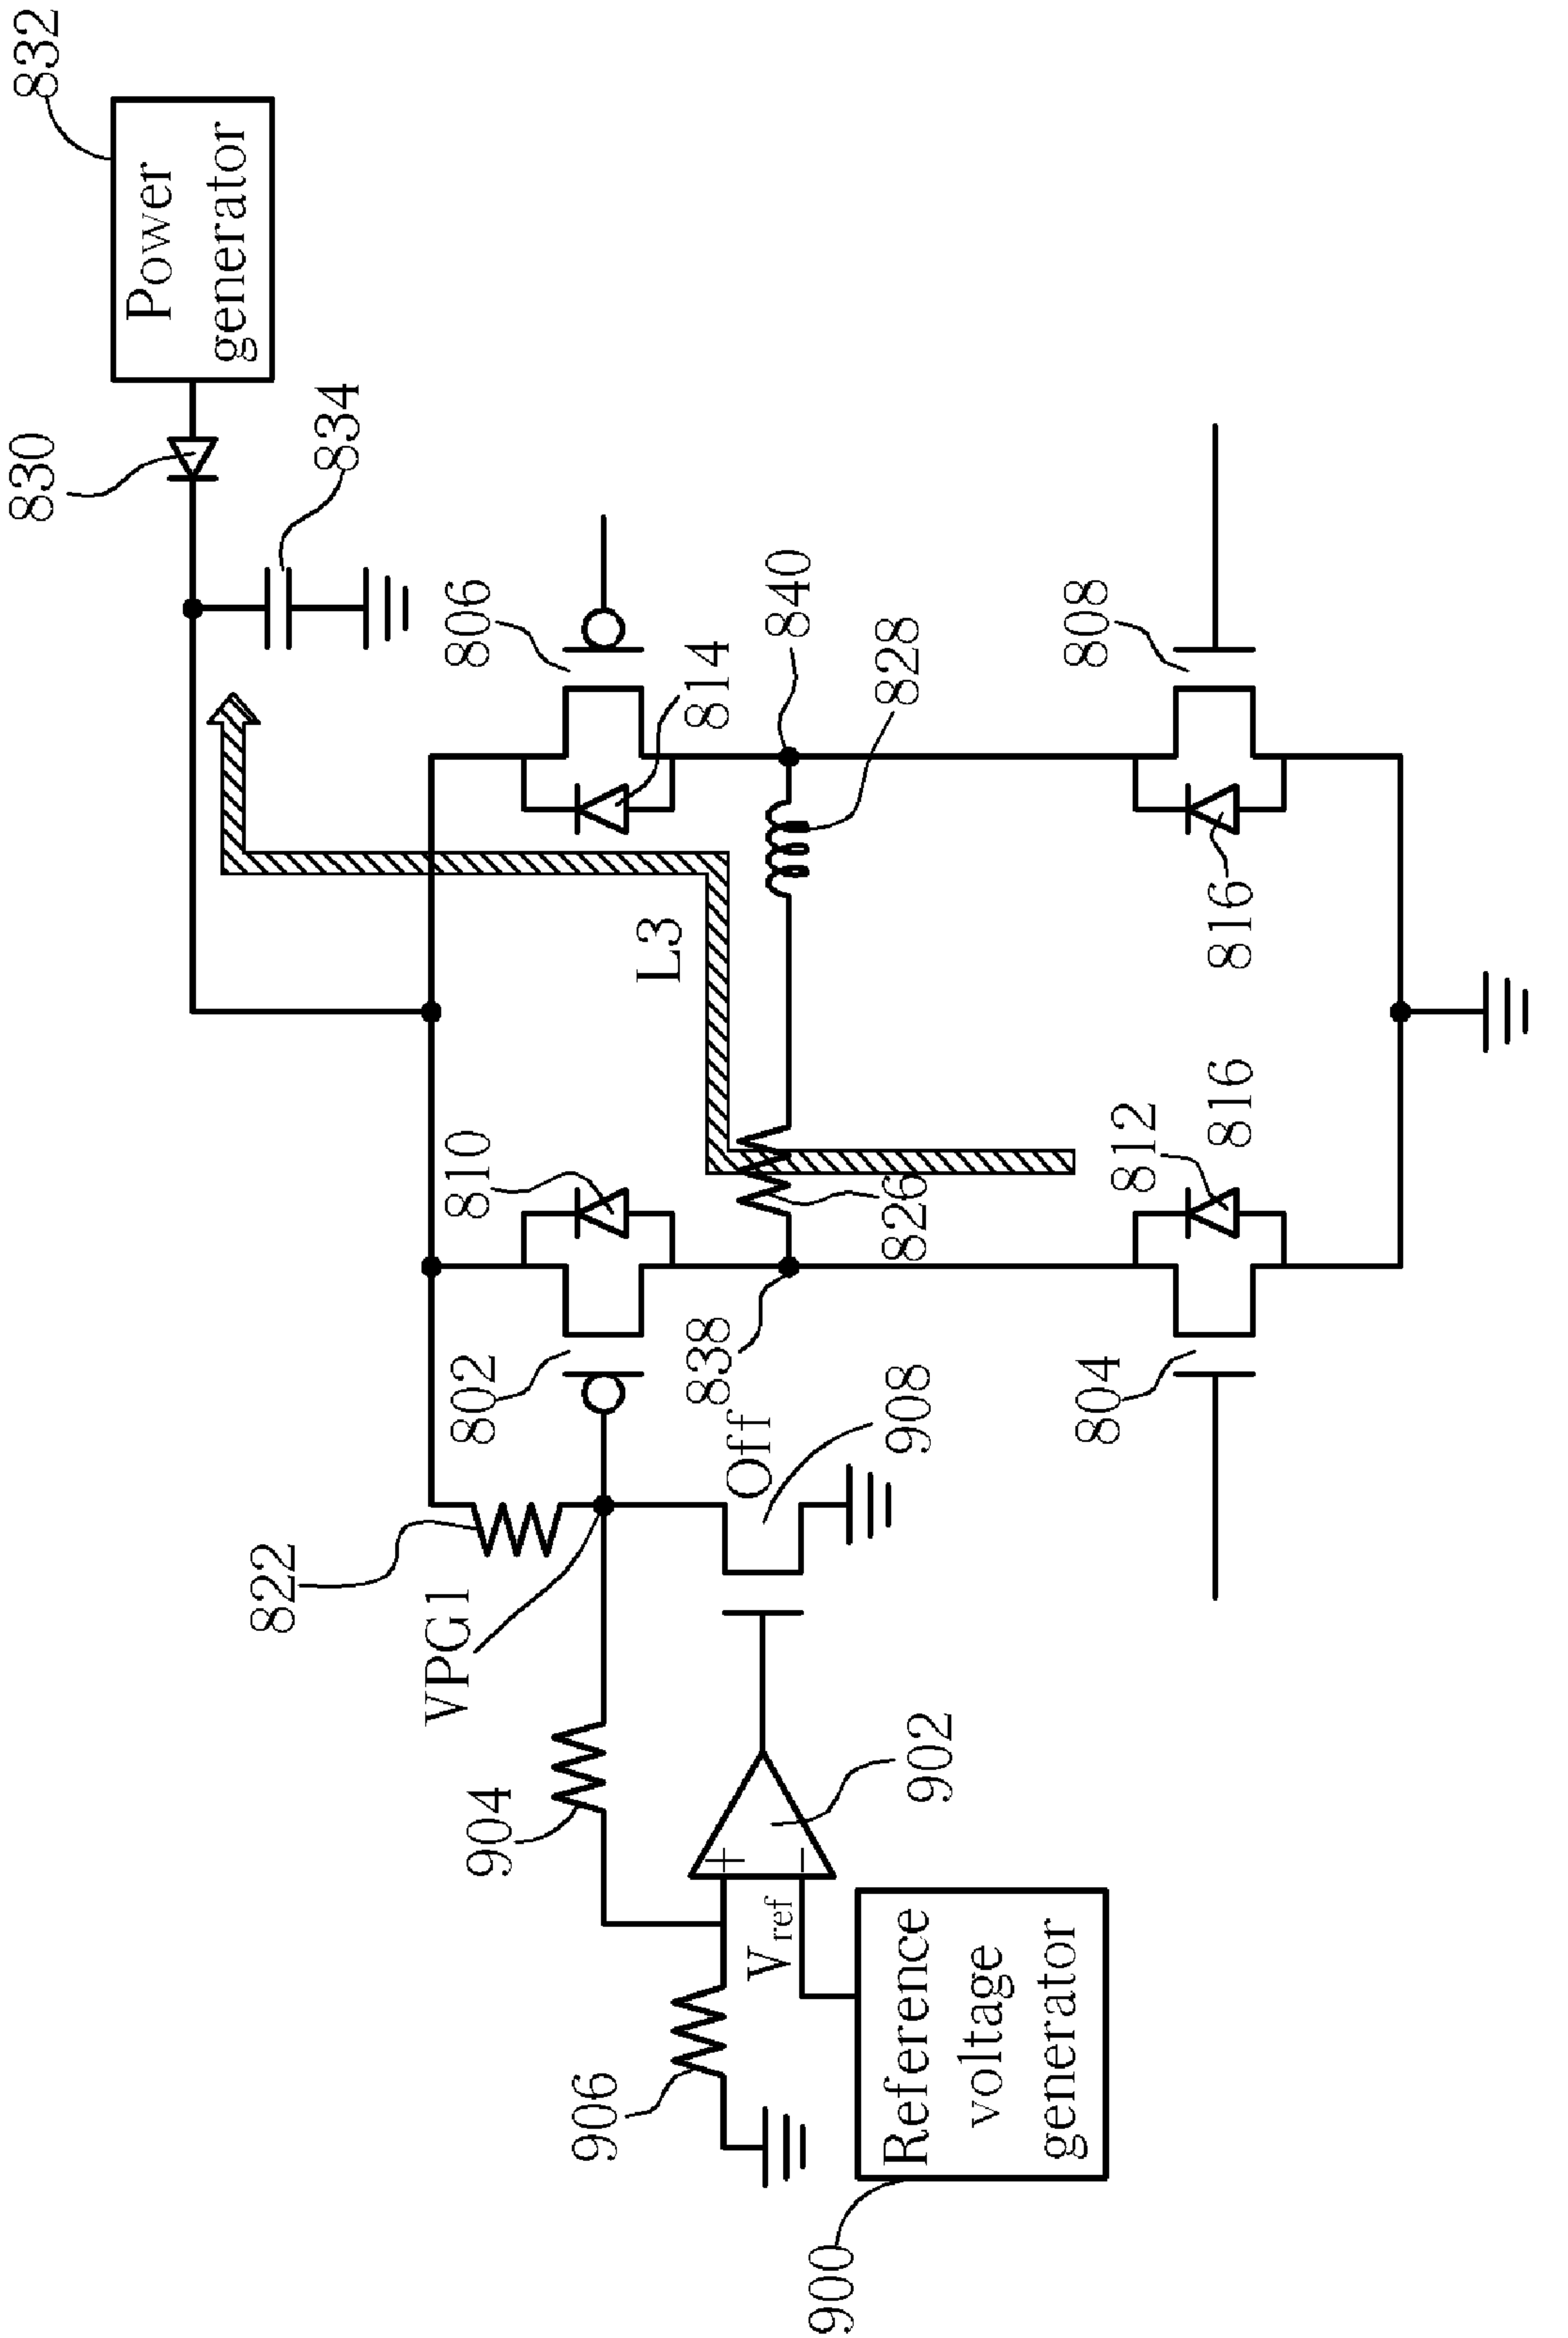 832
Power
generator
830
834
806
814
840
828
808
816
L3
810
826
812
816
802
838
Off
908
804
822
VPG1
904
902
906
Vref
+
−
Reference
voltage
generator
900